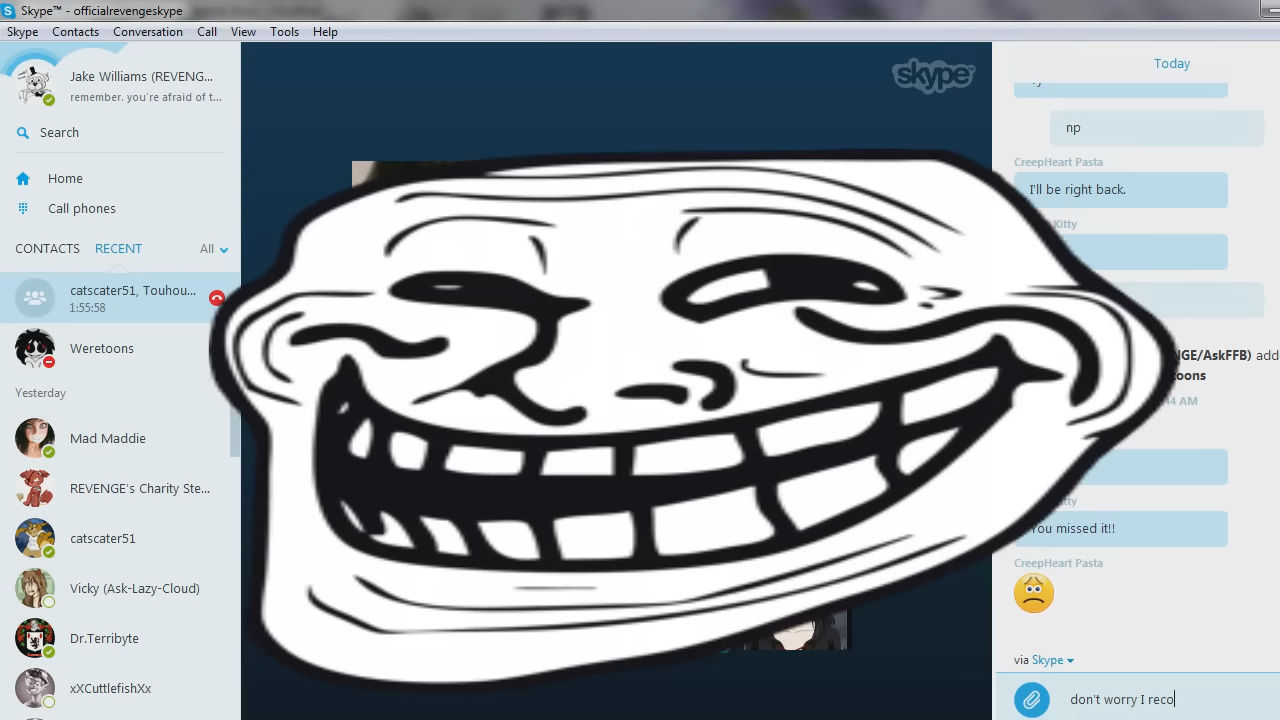 Skype™ - officialrevengeskype
Skype Contacts Conversation Call View Tools Help
Jake Williams (REVENG...
remember. you're afraid of t...
Search
Home
Call phones
CONTACTS RECENT All
catscater51, Touhou...
1:55:58
Weretoons
Yesterday
Mad Maddie
REVENGE's Charity Ste...
catscater51
Vicky (Ask-Lazy-Cloud)
Dr.Terribyte
xXCuttlefishXx
skype
Today
np
CreepHeart Pasta
I'll be right back.
Kitty
NGE/AskFFB) add
toons
44 AM
You missed it!!
CreepHeart Pasta
via Skype
don't worry I reco